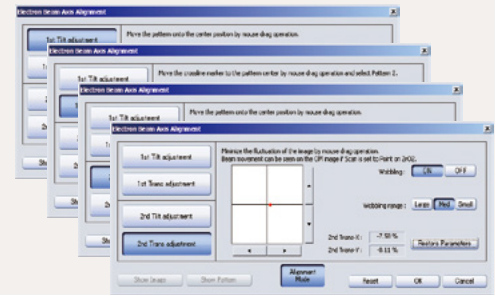 Electron Beam Axis Alignment
1st Tilt adjustment
Move the pattern onto the center position by mouse drag operation.
Electron Beam Axis Alignment
1st Tilt adjustment
Move the crossline marker to the pattern center by mouse drag operation and select Pattern 2.
Electron Beam Axis Alignment
1st Tilt adjustment
Move the pattern onto the center position by mouse drag operation.
Electron Beam Axis Alignment
1st Tilt adjustment
1st Trans adjustment
2nd Tilt adjustment
2nd Trans adjustment
Minimize the fluctuation of the image by mouse drag operation.
Beam movement can be seen on the OM image if Scan is set to Point on
Wobbling: ON OFF
Wobbling range: Large Med Small
2nd Trans-X: -7.50 %
2nd Trans-Y: -0.11 %
Restore Parameters
Show Image
Show Pattern
Alignment Mode
Reset
OK
Cancel